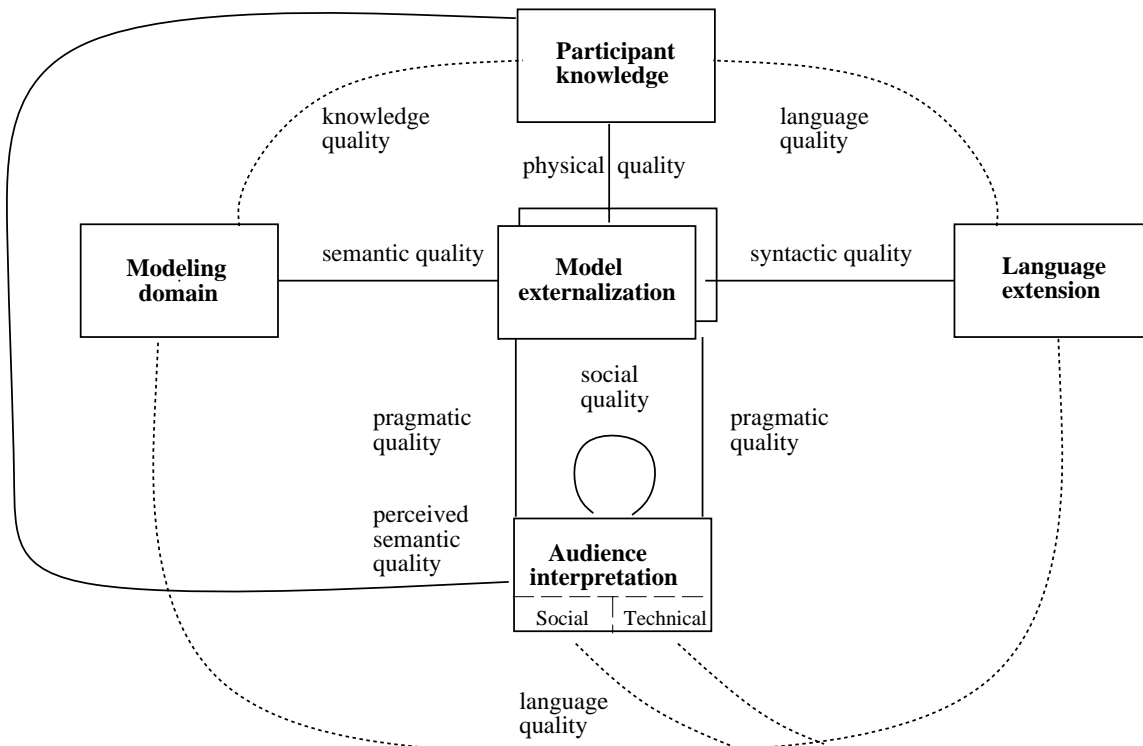 Participant
knowledge
knowledge
quality
language
quality
physical quality
Modeling
domain
semantic quality
Model
externalization
syntactic quality
Language
extension
social
quality
pragmatic
quality
pragmatic
quality
perceived
semantic
quality
Audience
interpretation
Social
Technical
language
quality